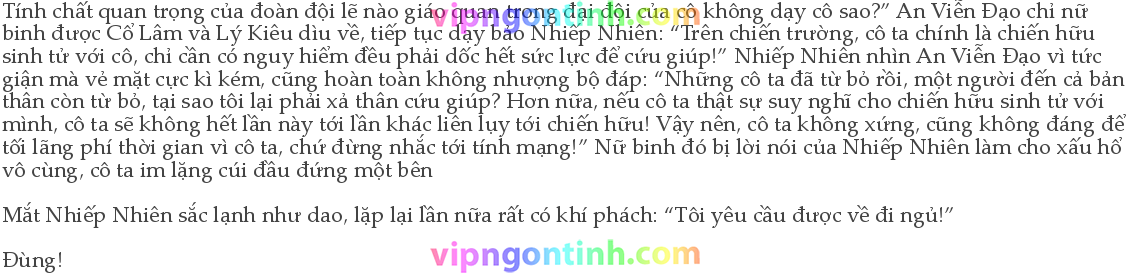 Tính chất quan trọng của đoàn đội lẽ nào giáo quan trong đại đội của cô không dạy cô sao?” An Viễn Đạo chỉ nữ
binh được Cổ Lâm và Lý Kiêu dìu về, tiếp tục dạy bảo Nhiếp Nhiên: “Trên chiến trường, cô ta chính là chiến hữu
sinh tử với cô, chỉ cần có nguy hiểm đều phải dốc hết sức lực để cứu giúp!” Nhiếp Nhiên nhìn An Viễn Đạo vì tức
giận mà vẻ mặt cực kì kém, cũng hoàn toàn không nhượng bộ đáp: “Những cô ta đã từ bỏ rồi, một người đến cả bản
thân còn từ bỏ, tại sao tôi lại phải xả thân cứu giúp? Hơn nữa, nếu cô ta thật sự suy nghĩ cho chiến hữu sinh tử với
mình, cô ta sẽ không hết lần này tới lần khác liên lụy tới chiến hữu! Vậy nên, cô ta không xứng, cũng không đáng để
tối lãng phí thời gian vì cô ta, chứ đừng nhắc tới tính mạng!” Nữ binh đó bị lời nói của Nhiếp Nhiên làm cho xấu hổ
vô cùng, cô ta im lặng cúi đầu đứng một bên
Mắt Nhiếp Nhiên sắc lạnh như dao, lặp lại lần nữa rất có khí phách: “Tôi yêu cầu được về đi ngủ!”
vipngontinh.com
Đùng!
vipngontinh.com